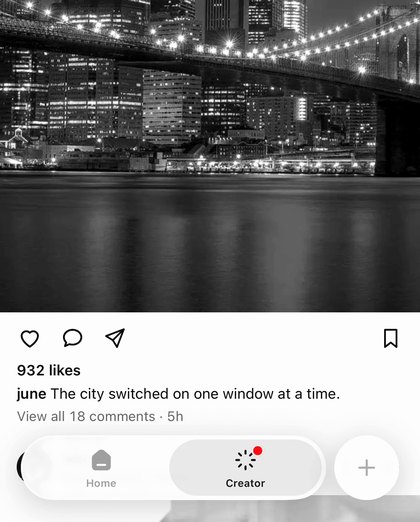 932 likes
june The city switched on one window at a time.
View all 18 comments · 5h
Home
Creator